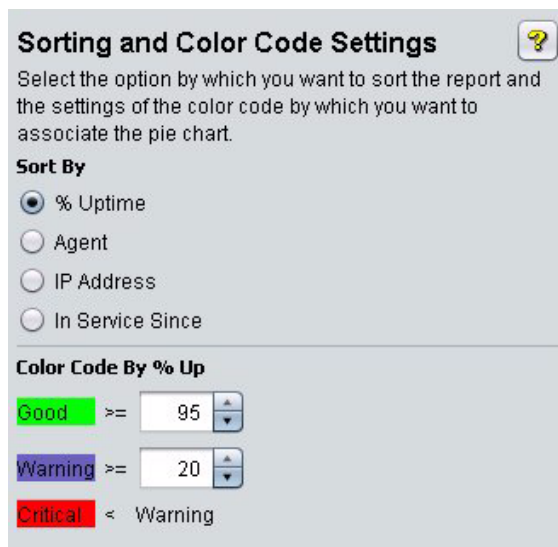 Sorting and Color Code Settings ?
Select the option by which you want to sort the report and
the settings of the color code by which you want to
associate the pie chart.
Sort By
% Uptime
Agent
IP Address
In Service Since
Color Code By % Up
Good >= 95
Warning >= 20
Critical < Warning